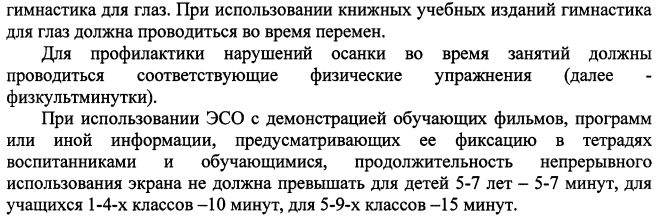 гимнастика для глаз. При использовании книжных учебных изданий гимнастика
для глаз должна проводиться во время перемен.
Для профилактики нарушений осанки во время занятий должны
проводиться соответствующие физические упражнения (далее -
физкультминутки).
При использовании ЭСО с демонстрацией обучающих фильмов, программ
или иной информации, предусматривающих ее фиксацию в тетрадях
воспитанниками и обучающимися, продолжительность непрерывного
использования экрана не должна превышать для детей 5-7 лет – 5-7 минут, для
учащихся 1-4-х классов –10 минут, для 5-9-х классов –15 минут.